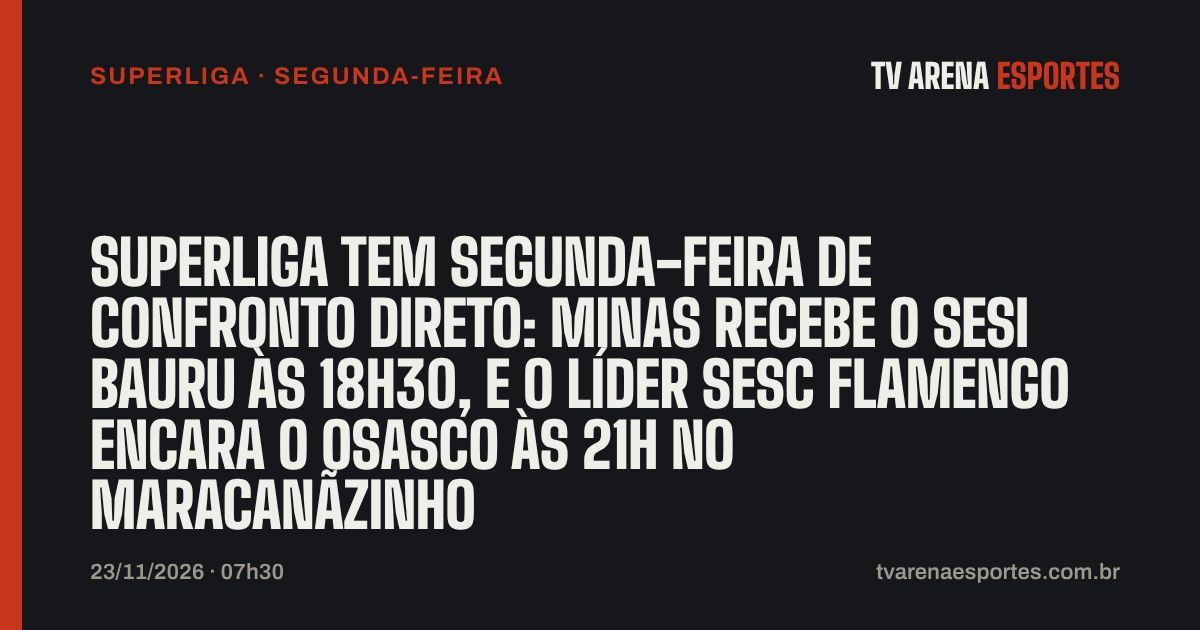 SUPERLIGA · SEGUNDA-FEIRA
TV ARENA ESPORTES
SUPERLIGA TEM SEGUNDA-FEIRA DE
CONFRONTO DIRETO: MINAS RECEBE O SESI
BAURU ÀS 18H30, E O LÍDER SESC FLAMENGO
ENCARA O OSASCO ÀS 21H NO
MARACANÃZINHO
23/11/2026 · 07h30
tvarenaesportes.com.br